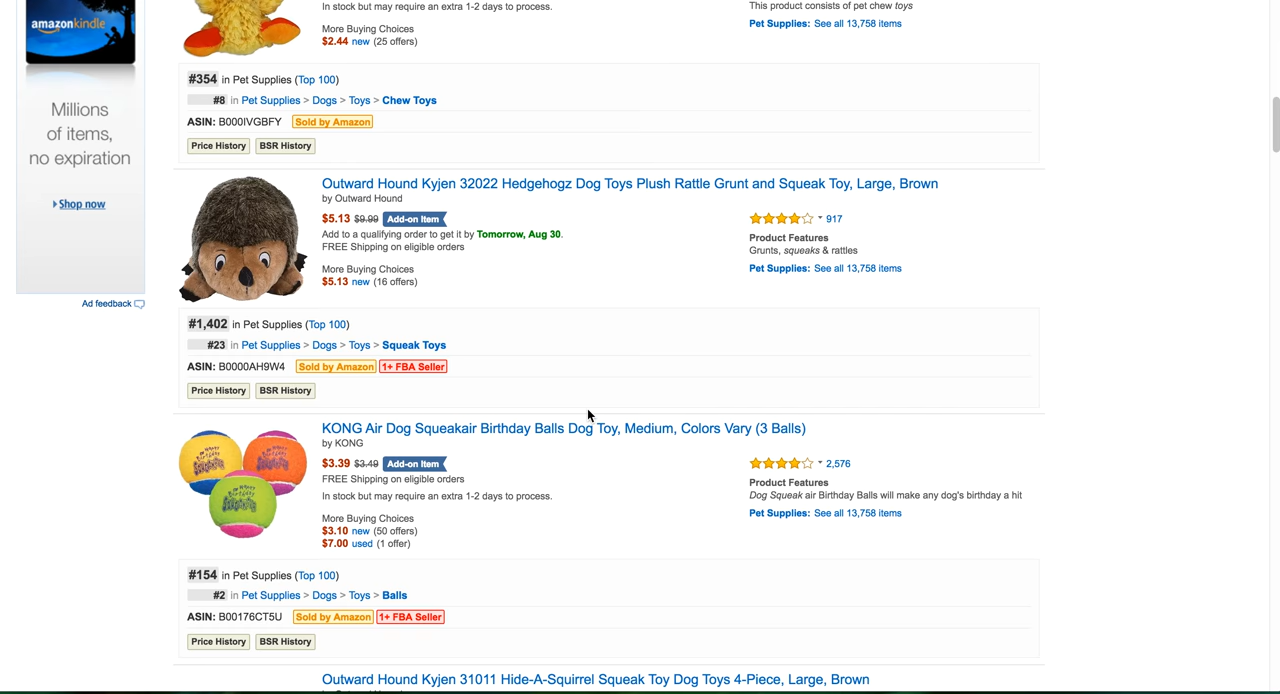 amazonkindle
Millions
of items,
no expiration
Shop now
Ad feedback
In stock but may require an extra 1-2 days to process.
More Buying Choices
$2.44 new (25 offers)
This product consists of pet chew toys
Pet Supplies: See all 13,758 items
#354 in Pet Supplies (Top 100)
#8 in Pet Supplies > Dogs > Toys > Chew Toys
ASIN: B000IVGBFY Sold by Amazon
Price History BSR History
Outward Hound Kyjen 32022 Hedgehogz Dog Toys Plush Rattle Grunt and Squeak Toy, Large, Brown
by Outward Hound
$5.13 $9.99 Add-on Item
Add to a qualifying order to get it by Tomorrow, Aug 30.
FREE Shipping on eligible orders
More Buying Choices
$5.13 new (16 offers)
917
Product Features
Grunts, squeaks & rattles
Pet Supplies: See all 13,758 items
#1,402 in Pet Supplies (Top 100)
#23 in Pet Supplies > Dogs > Toys > Squeak Toys
ASIN: B0000AH9W4 Sold by Amazon 1+ FBA Seller
Price History BSR History
KONG Air Dog Squeakair Birthday Balls Dog Toy, Medium, Colors Vary (3 Balls)
by KONG
$3.39 $3.49 Add-on Item
FREE Shipping on eligible orders
In stock but may require an extra 1-2 days to process.
More Buying Choices
$3.10 new (50 offers)
$7.00 used (1 offer)
2,576
Product Features
Dog Squeak air Birthday Balls will make any dog's birthday a hit
Pet Supplies: See all 13,758 items
#154 in Pet Supplies (Top 100)
#2 in Pet Supplies > Dogs > Toys > Balls
ASIN: B00176CT5U Sold by Amazon 1+ FBA Seller
Price History BSR History
Outward Hound Kyjen 31011 Hide-A-Squirrel Squeak Toy Dog Toys 4-Piece, Large, Brown